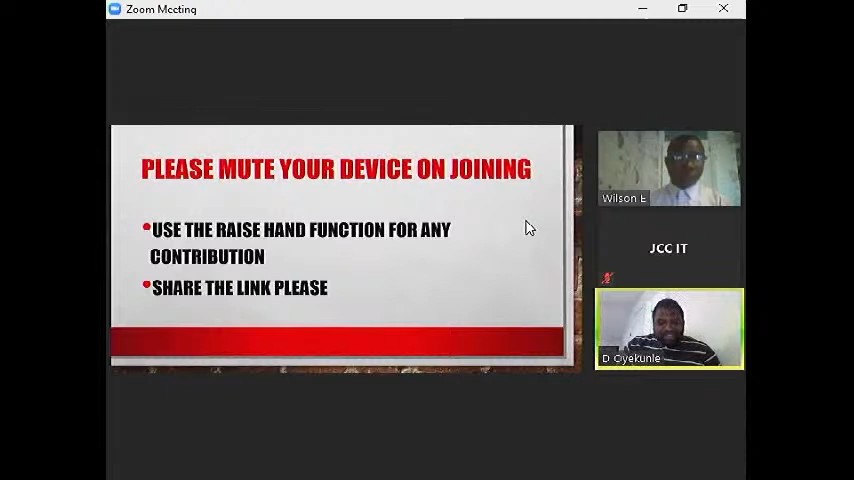 Zoom Meeting
PLEASE MUTE YOUR DEVICE ON JOINING
•USE THE RAISE HAND FUNCTION FOR ANY
CONTRIBUTION
•SHARE THE LINK PLEASE
Wilson E
JCC IT
D Oyekunle